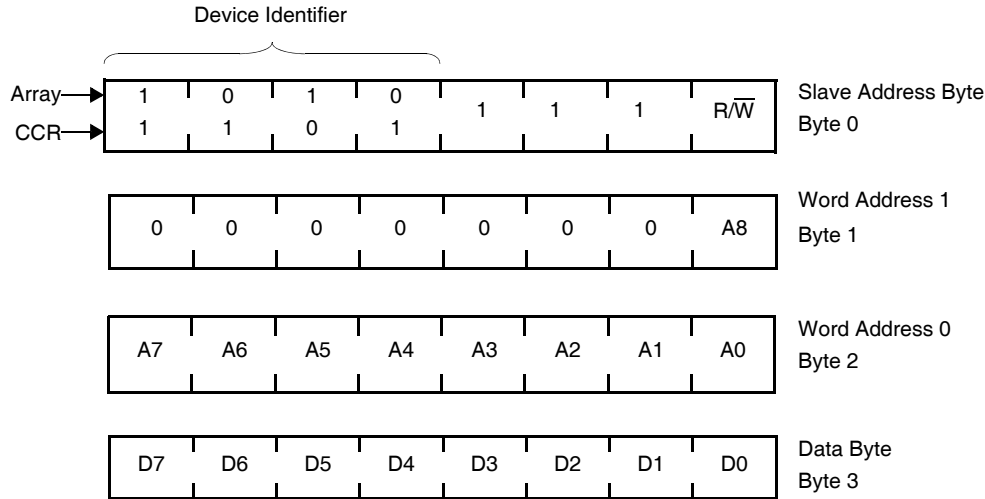 Device Identifier
Array 1 0 1 0 1 1 1 R/W̅ Slave Address Byte
CCR 1 1 0 1 Byte 0
Word Address 1
0 0 0 0 0 0 0 A8 Byte 1
Word Address 0
A7 A6 A5 A4 A3 A2 A1 A0 Byte 2
Data Byte
D7 D6 D5 D4 D3 D2 D1 D0 Byte 3